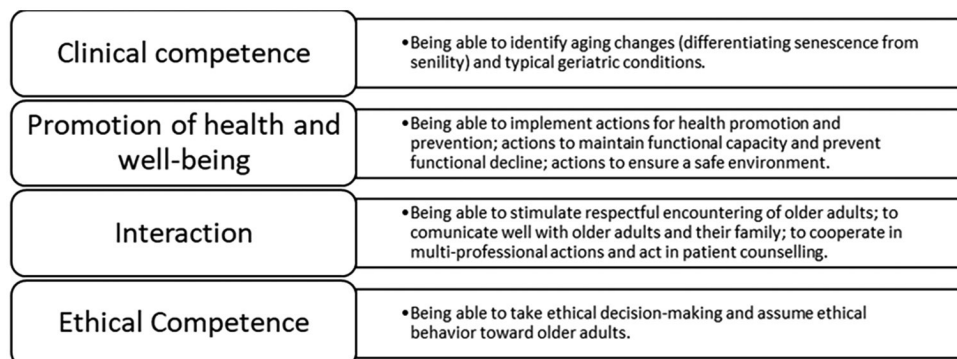 Clinical competence
•Being able to identify aging changes (differentiating senescence from
senility) and typical geriatric conditions.
Promotion of health and
well-being
•Being able to implement actions for health promotion and
prevention; actions to maintain functional capacity and prevent
functional decline; actions to ensure a safe environment.
Interaction
•Being able to stimulate respectful encountering of older adults; to
comunicate well with older adults and their family; to cooperate in
multi-professional actions and act in patient counselling.
Ethical Competence
•Being able to take ethical decision-making and assume ethical
behavior toward older adults.